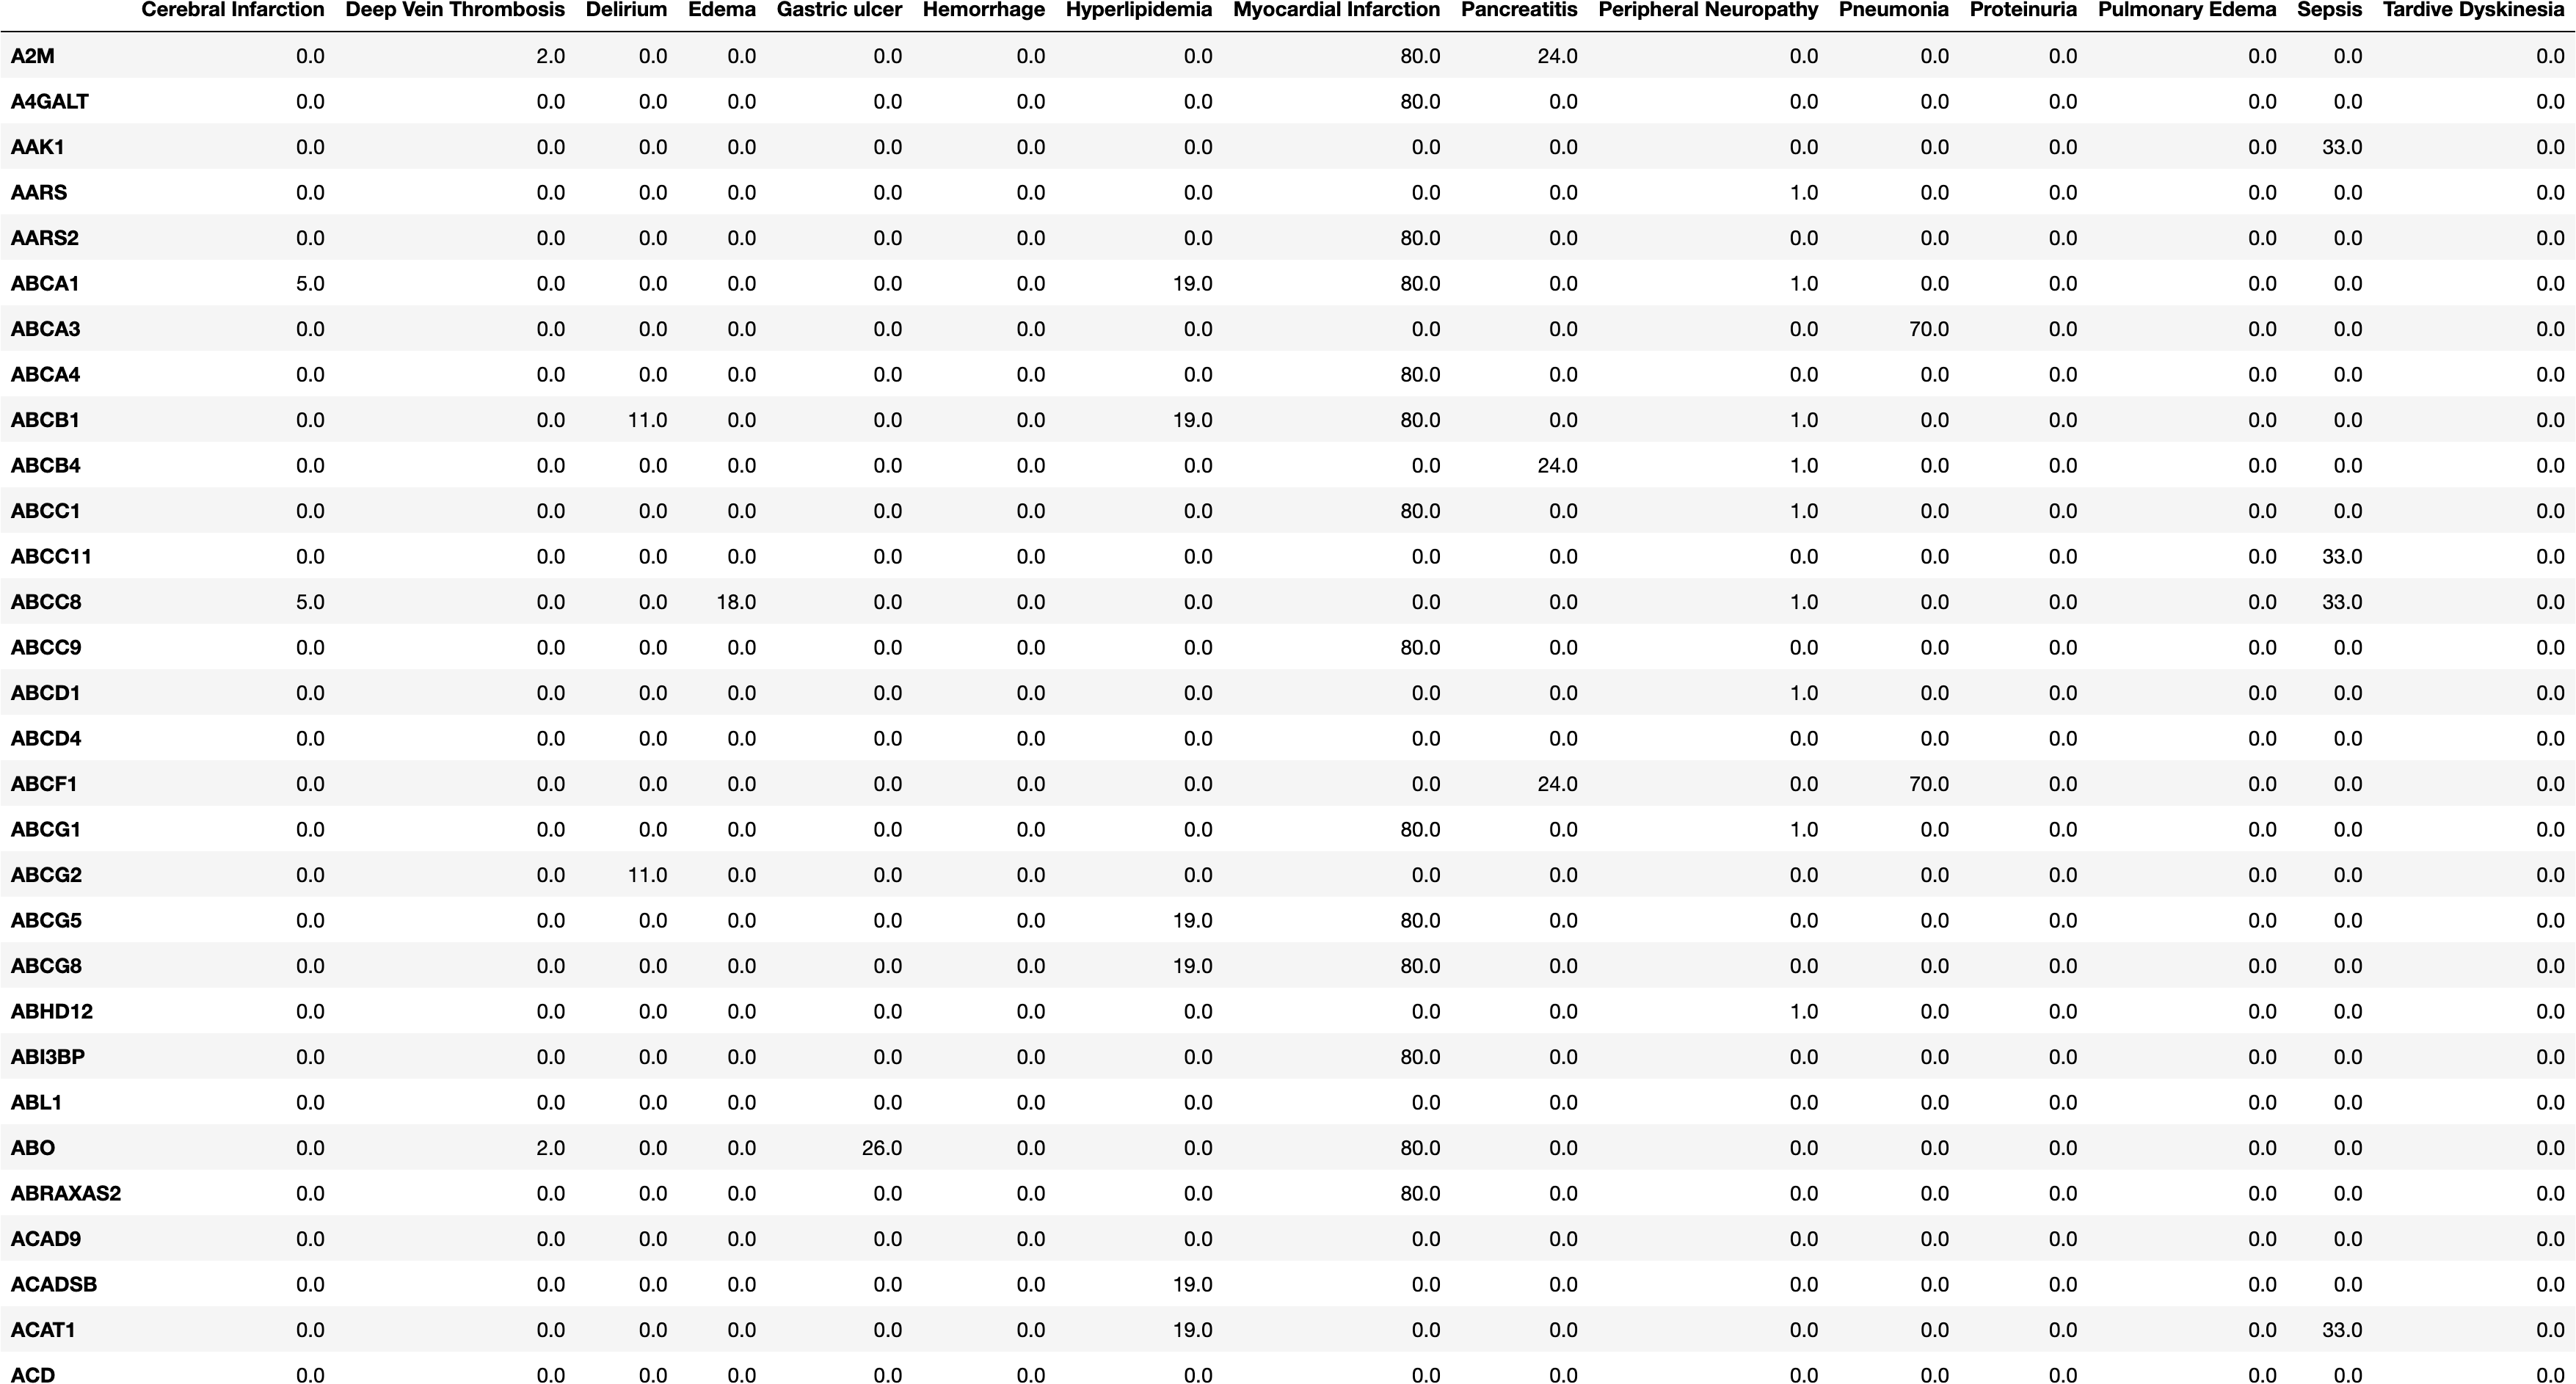 Cerebral Infarction Deep Vein Thrombosis Delirium Edema Gastric ulcer Hemorrhage Hyperlipidemia Myocardial Infarction Pancreatitis Peripheral Neuropathy Pneumonia Proteinuria Pulmonary Edema Sepsis Tardive Dyskinesia
A2M 0.0 2.0 0.0 0.0 0.0 0.0 0.0 80.0 24.0 0.0 0.0 0.0 0.0 0.0 0.0
A4GALT 0.0 0.0 0.0 0.0 0.0 0.0 0.0 80.0 0.0 0.0 0.0 0.0 0.0 0.0 0.0
AAK1 0.0 0.0 0.0 0.0 0.0 0.0 0.0 0.0 0.0 0.0 0.0 0.0 0.0 33.0 0.0
AARS 0.0 0.0 0.0 0.0 0.0 0.0 0.0 0.0 0.0 1.0 0.0 0.0 0.0 0.0 0.0
AARS2 0.0 0.0 0.0 0.0 0.0 0.0 0.0 80.0 0.0 0.0 0.0 0.0 0.0 0.0 0.0
ABCA1 5.0 0.0 0.0 0.0 0.0 0.0 19.0 80.0 0.0 1.0 0.0 0.0 0.0 0.0 0.0
ABCA3 0.0 0.0 0.0 0.0 0.0 0.0 0.0 0.0 0.0 0.0 70.0 0.0 0.0 0.0 0.0
ABCA4 0.0 0.0 0.0 0.0 0.0 0.0 0.0 80.0 0.0 0.0 0.0 0.0 0.0 0.0 0.0
ABCB1 0.0 0.0 11.0 0.0 0.0 0.0 19.0 80.0 0.0 1.0 0.0 0.0 0.0 0.0 0.0
ABCB4 0.0 0.0 0.0 0.0 0.0 0.0 0.0 0.0 24.0 1.0 0.0 0.0 0.0 0.0 0.0
ABCC1 0.0 0.0 0.0 0.0 0.0 0.0 0.0 80.0 0.0 1.0 0.0 0.0 0.0 0.0 0.0
ABCC11 0.0 0.0 0.0 0.0 0.0 0.0 0.0 0.0 0.0 0.0 0.0 0.0 0.0 33.0 0.0
ABCC8 5.0 0.0 0.0 18.0 0.0 0.0 0.0 0.0 0.0 1.0 0.0 0.0 0.0 33.0 0.0
ABCC9 0.0 0.0 0.0 0.0 0.0 0.0 0.0 80.0 0.0 0.0 0.0 0.0 0.0 0.0 0.0
ABCD1 0.0 0.0 0.0 0.0 0.0 0.0 0.0 0.0 0.0 1.0 0.0 0.0 0.0 0.0 0.0
ABCD4 0.0 0.0 0.0 0.0 0.0 0.0 0.0 0.0 0.0 0.0 0.0 0.0 0.0 0.0 0.0
ABCF1 0.0 0.0 0.0 0.0 0.0 0.0 0.0 0.0 24.0 0.0 70.0 0.0 0.0 0.0 0.0
ABCG1 0.0 0.0 0.0 0.0 0.0 0.0 0.0 80.0 0.0 1.0 0.0 0.0 0.0 0.0 0.0
ABCG2 0.0 0.0 11.0 0.0 0.0 0.0 0.0 0.0 0.0 0.0 0.0 0.0 0.0 0.0 0.0
ABCG5 0.0 0.0 0.0 0.0 0.0 0.0 19.0 80.0 0.0 0.0 0.0 0.0 0.0 0.0 0.0
ABCG8 0.0 0.0 0.0 0.0 0.0 0.0 19.0 80.0 0.0 0.0 0.0 0.0 0.0 0.0 0.0
ABHD12 0.0 0.0 0.0 0.0 0.0 0.0 0.0 0.0 0.0 1.0 0.0 0.0 0.0 0.0 0.0
ABI3BP 0.0 0.0 0.0 0.0 0.0 0.0 0.0 80.0 0.0 0.0 0.0 0.0 0.0 0.0 0.0
ABL1 0.0 0.0 0.0 0.0 0.0 0.0 0.0 0.0 0.0 0.0 0.0 0.0 0.0 0.0 0.0
ABO 0.0 2.0 0.0 0.0 26.0 0.0 0.0 80.0 0.0 0.0 0.0 0.0 0.0 0.0 0.0
ABRAXAS2 0.0 0.0 0.0 0.0 0.0 0.0 0.0 80.0 0.0 0.0 0.0 0.0 0.0 0.0 0.0
ACAD9 0.0 0.0 0.0 0.0 0.0 0.0 0.0 0.0 0.0 0.0 0.0 0.0 0.0 0.0 0.0
ACADSB 0.0 0.0 0.0 0.0 0.0 0.0 19.0 0.0 0.0 0.0 0.0 0.0 0.0 0.0 0.0
ACAT1 0.0 0.0 0.0 0.0 0.0 0.0 19.0 0.0 0.0 0.0 0.0 0.0 0.0 33.0 0.0
ACD 0.0 0.0 0.0 0.0 0.0 0.0 0.0 0.0 0.0 0.0 0.0 0.0 0.0 0.0 0.0